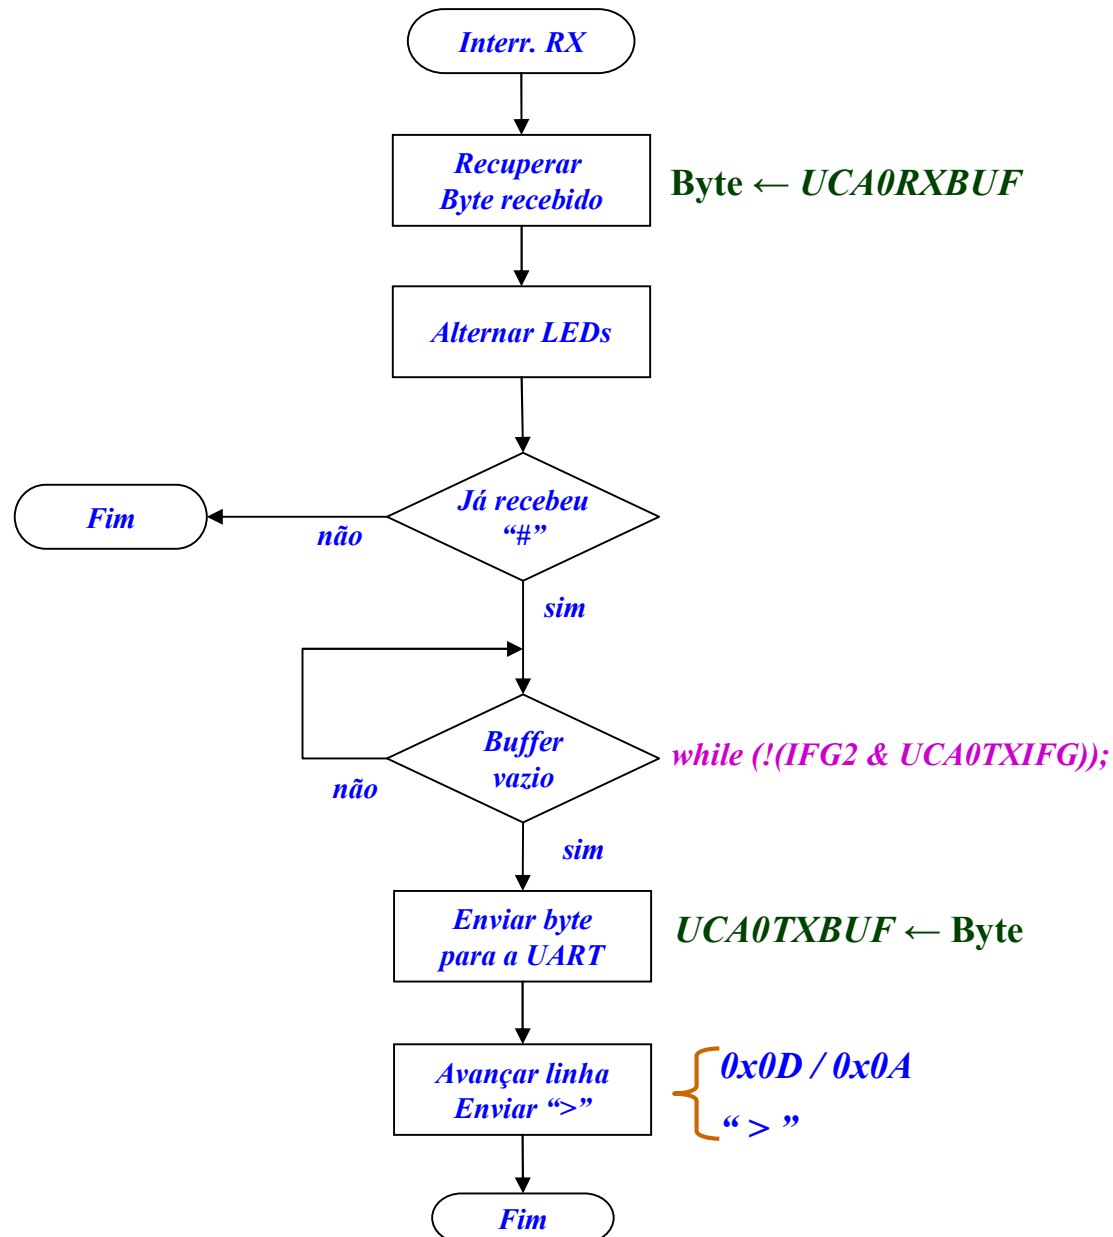 Interr. RX
Recuperar
Byte recebido
Byte ← UCA0RXBUF
Alternar LEDs
Já recebeu
“#”
Fim
não
sim
Buffer
vazio
while (!(IFG2 & UCA0TXIFG));
não
sim
Enviar byte
para a UART
UCA0TXBUF ← Byte
Avançar linha
Enviar “>”
0x0D / 0x0A
“ > ”
Fim